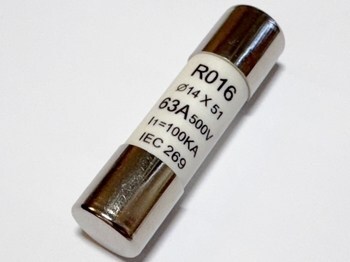 R016
Ø14 X 51
63A 500V
I1=100KA
IEC 269